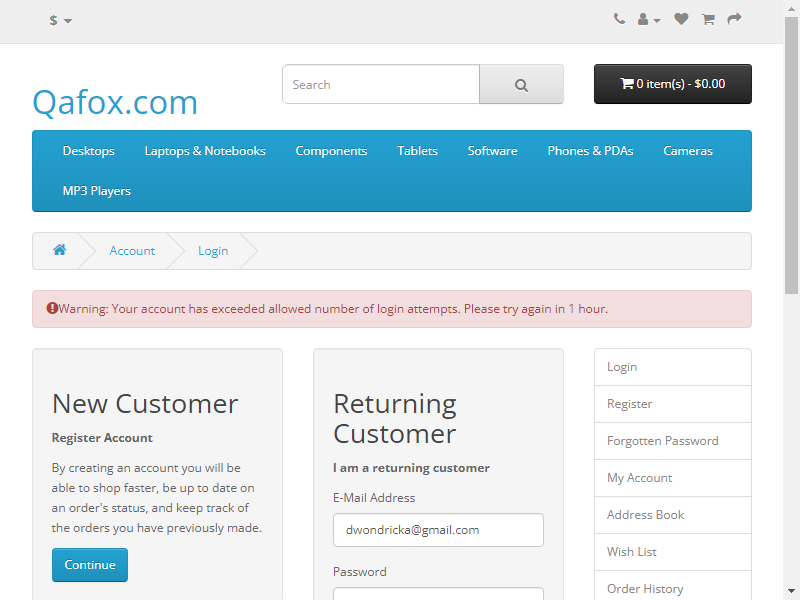 $
Qafox.com
Search
0 item(s) - $0.00
Desktops Laptops & Notebooks Components Tablets Software Phones & PDAs Cameras
MP3 Players
Account Login
Warning: Your account has exceeded allowed number of login attempts. Please try again in 1 hour.
New Customer
Register Account
By creating an account you will be
able to shop faster, be up to date on
an order's status, and keep track of
the orders you have previously made.
Continue
Returning
Customer
I am a returning customer
E-Mail Address
dwondricka@gmail.com
Password
Login
Register
Forgotten Password
My Account
Address Book
Wish List
Order History